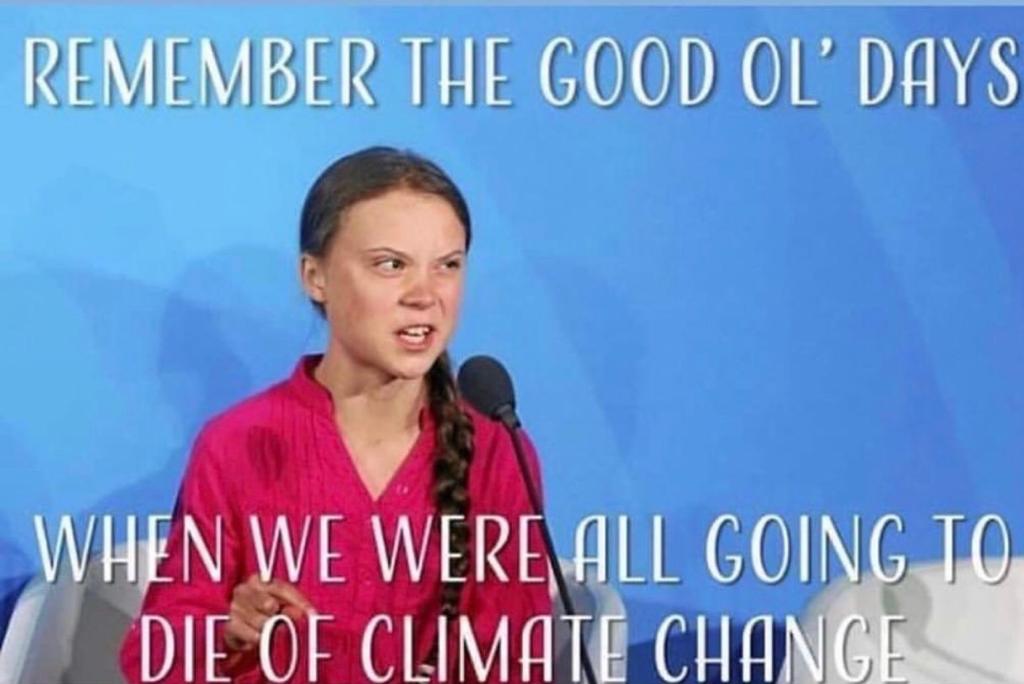 REMEMBER THE GOOD OL' DAYS
WHEN WE WERE ALL GOING TO
DIE OF CLIMATE CHANGE